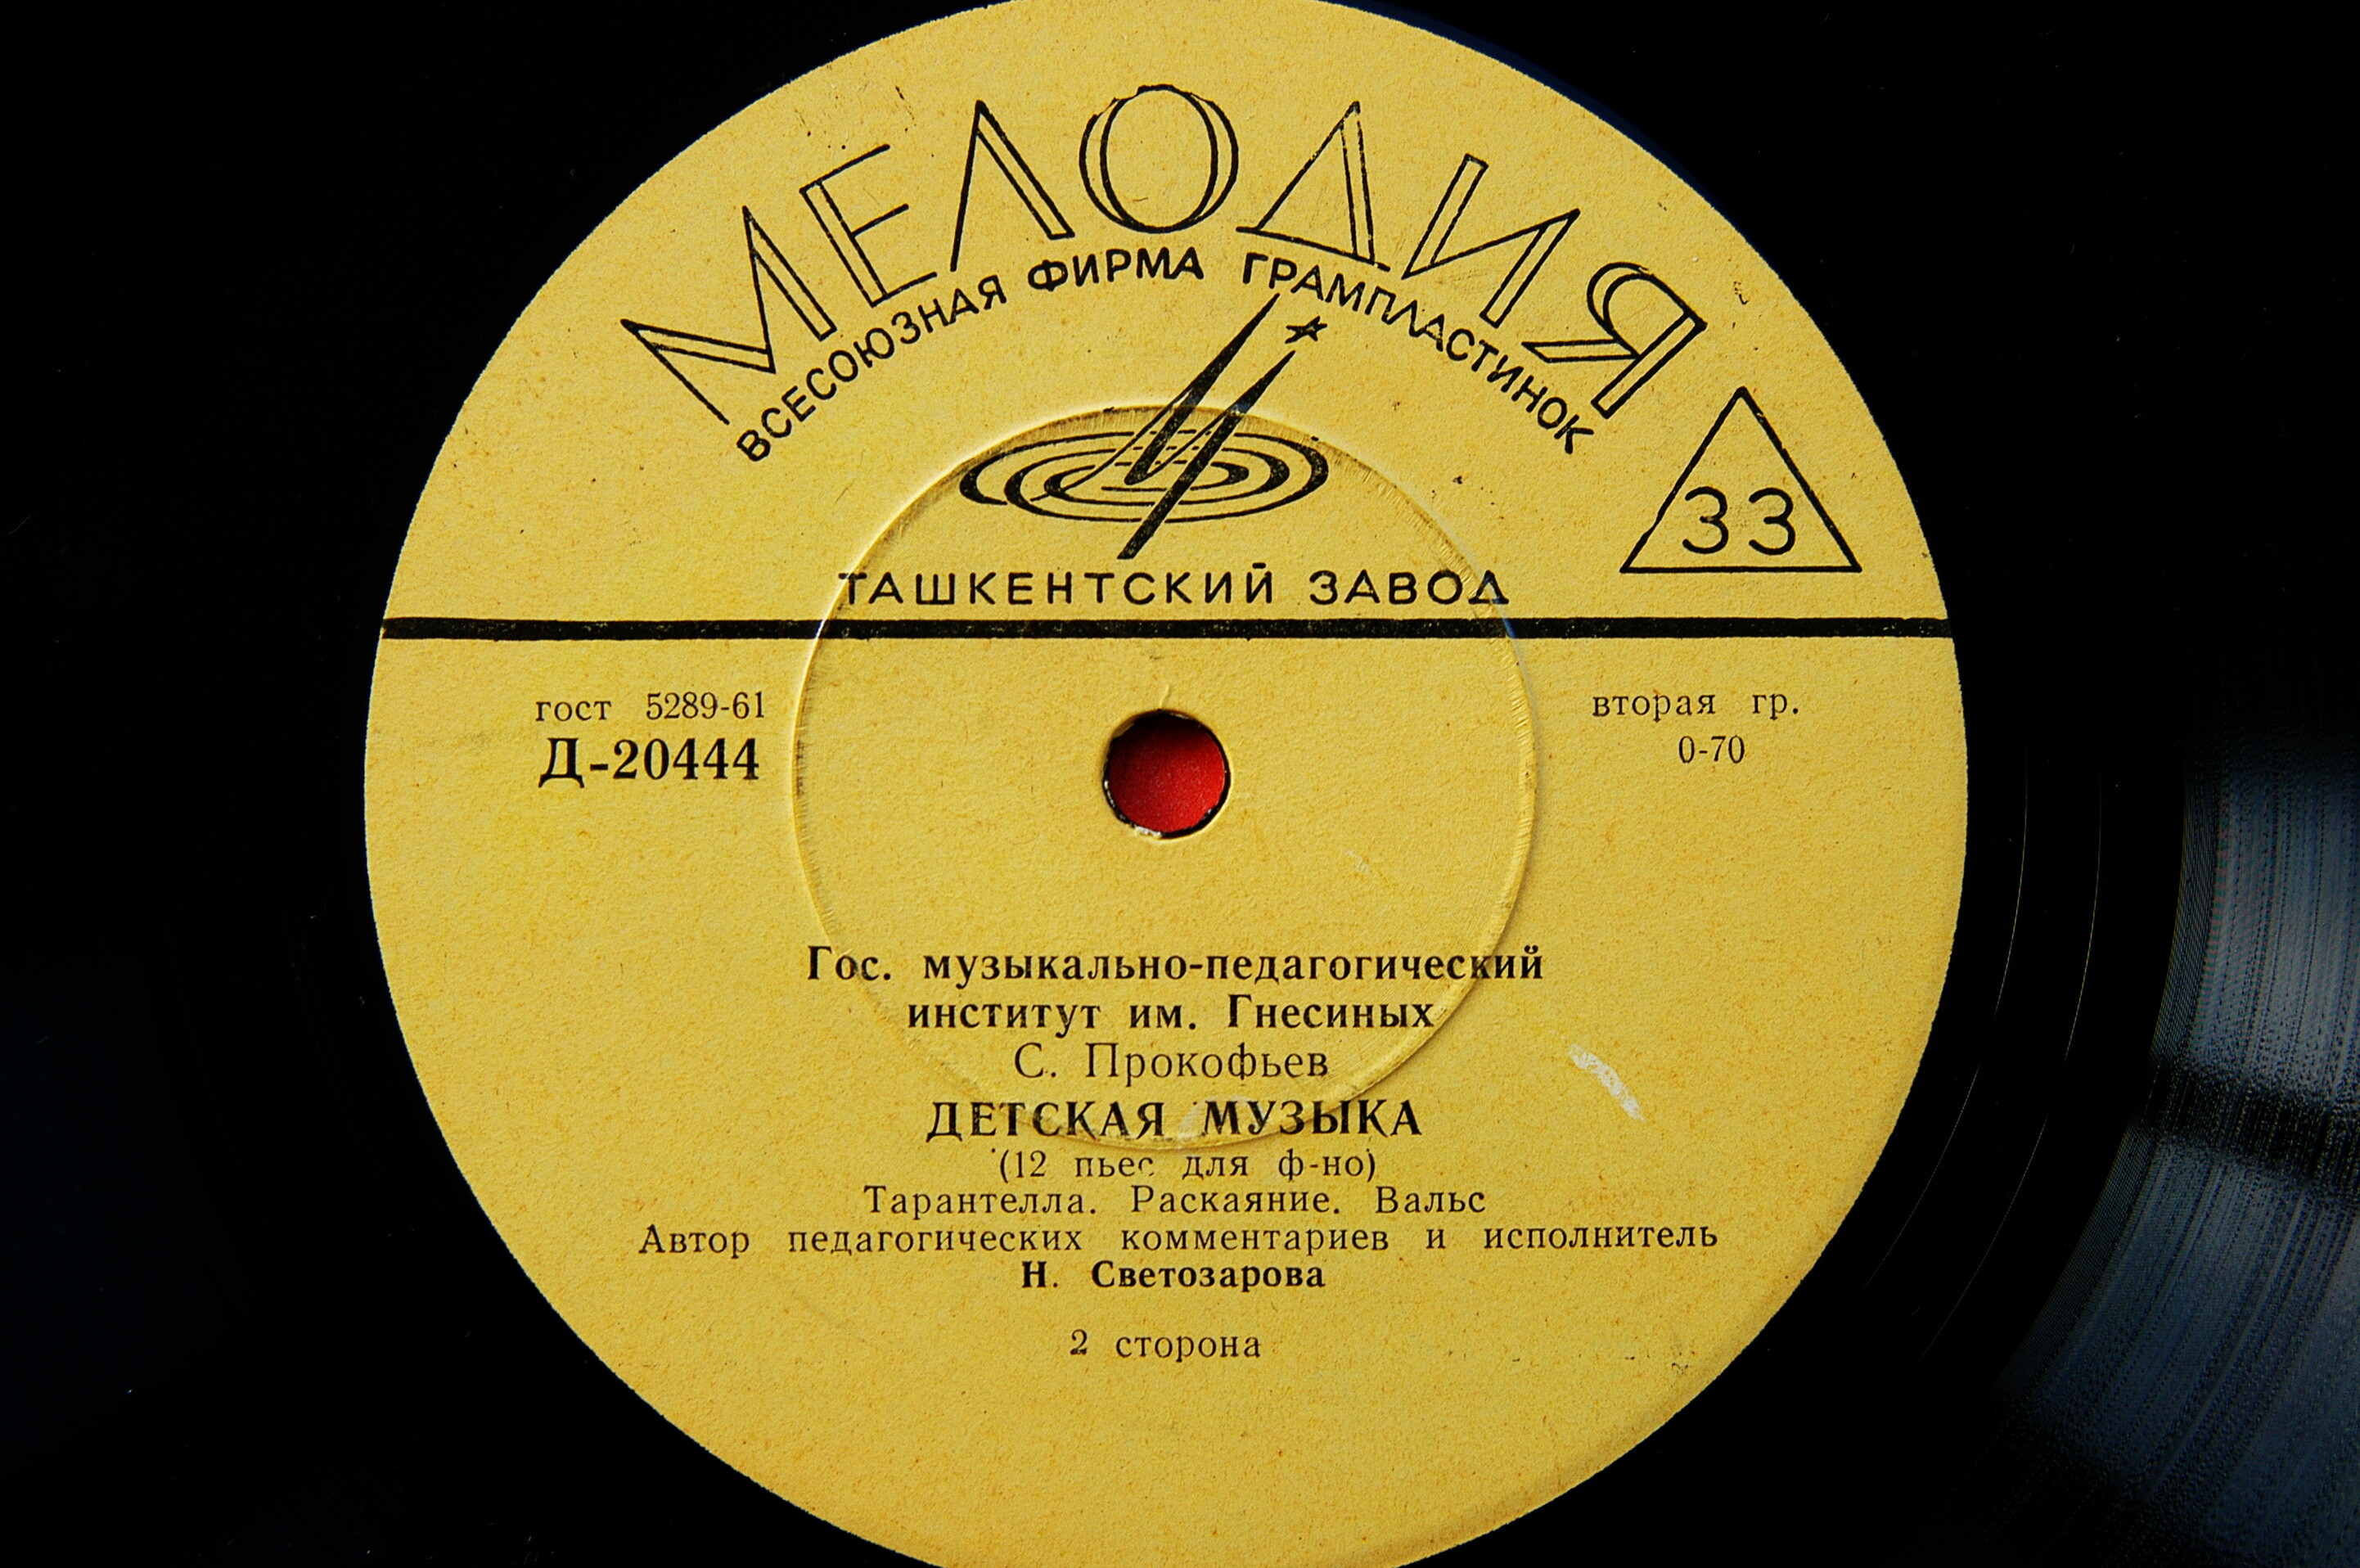 МЕЛОДИЯ
ВСЕСОЮЗНАЯ ФИРМА ГРАМПЛАСТИНОК
33
ТАШКЕНТСКИЙ ЗАВОД
гост 5289-61
Д-20444
вторая гр.
0-70
Гос. музыкально-педагогический
институт им. Гнесиных
С. Прокофьев
ДЕТСКАЯ МУЗЫКА
(12 пьес для ф-но)
Тарантелла. Раскаяние. Вальс
Автор педагогических комментариев и исполнитель
Н. Светозарова
2 сторона